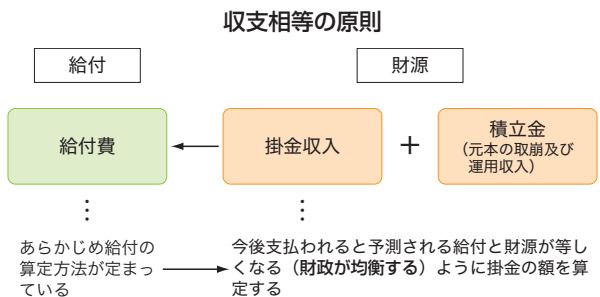 収支相等の原則
給付
財源
給付費
掛金収入
+
積立金
(元本の取崩及び
運用収入)
⋮
⋮
あらかじめ給付の
算定方法が定まっ
ている
今後支払われると予測される給付と財源が等し
くなる(財政が均衡する)ように掛金の額を算
定する